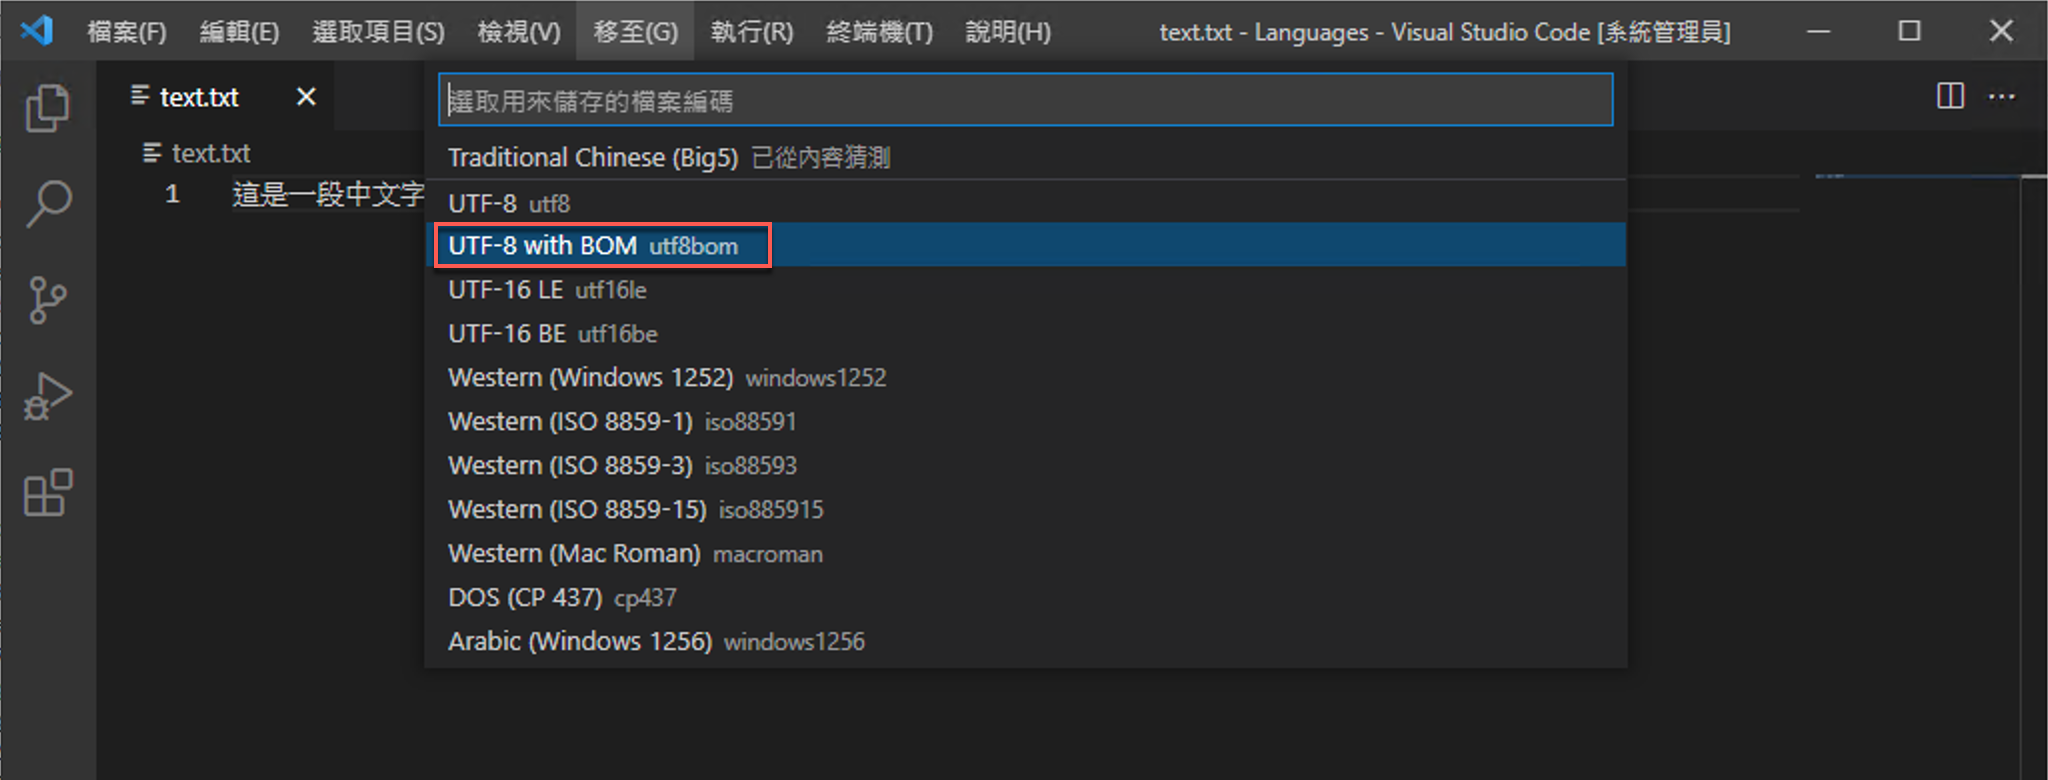 檔案(F) 編輯(E) 選取項目(S) 檢視(V) 移至(G) 執行(R) 終端機(T) 說明(H) text.txt - Languages - Visual Studio Code [系統管理員]
text.txt
選取用來儲存的檔案編碼
text.txt
Traditional Chinese (Big5) 已從內容猜測
1 這是一段中文字
UTF-8 utf8
UTF-8 with BOM utf8bom
UTF-16 LE utf16le
UTF-16 BE utf16be
Western (Windows 1252) windows1252
Western (ISO 8859-1) iso88591
Western (ISO 8859-3) iso88593
Western (ISO 8859-15) iso885915
Western (Mac Roman) macroman
DOS (CP 437) cp437
Arabic (Windows 1256) windows1256